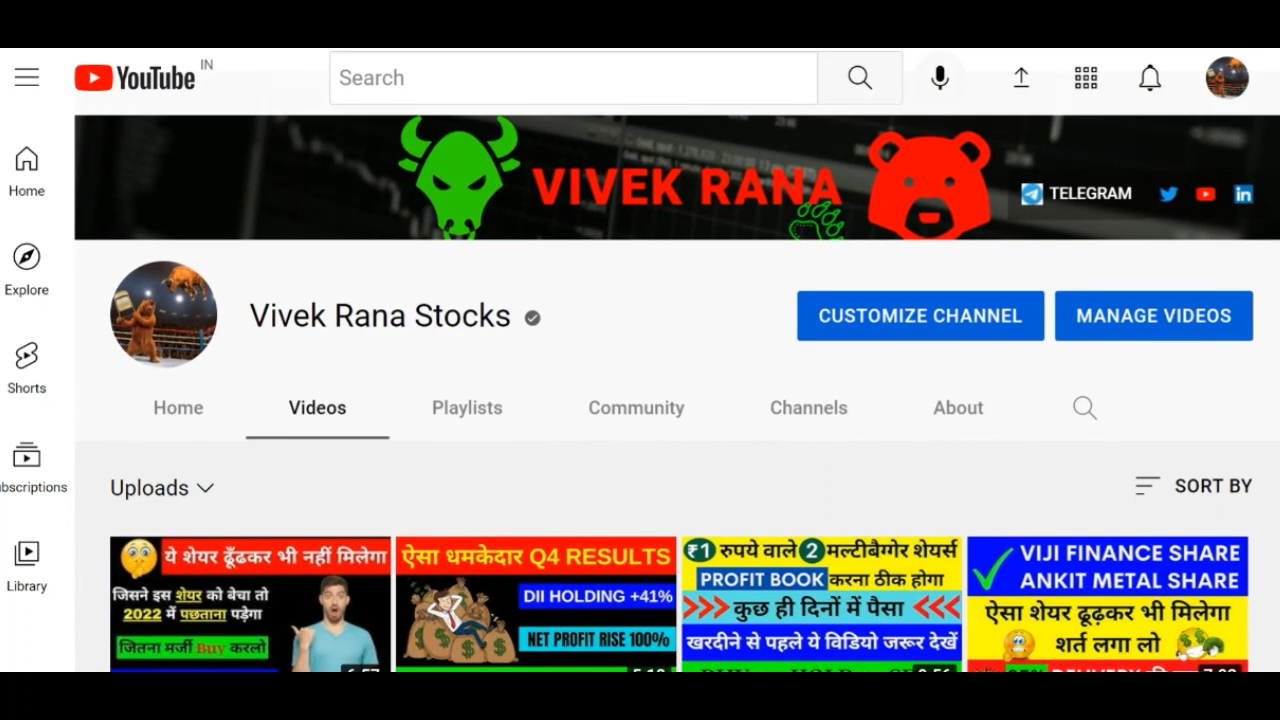 YouTube IN
Search
Home
Explore
Shorts
bscriptions
Library
VIVEK RANA
TELEGRAM
Vivek Rana Stocks
CUSTOMIZE CHANNEL
MANAGE VIDEOS
Home Videos Playlists Community Channels About
Uploads
SORT BY
ये शेयर ढूँढकर भी नहीं मिलेगा
जिसने इस शेयर को बेचा तो
2022 में पछताना पड़ेगा
जितना मर्जी Buy करलो
ऐसा धमकेदार Q4 RESULTS
DII HOLDING +41%
NET PROFIT RISE 100%
₹1 रुपये वाले 2 मल्टीबैगेर शेयर्स
PROFIT BOOK करना ठीक होगा
कुछ ही दिनों में पैसा
खरदीने से पहले ये विडियो जरूर देखें
VIJI FINANCE SHARE
ANKIT METAL SHARE
ऐसा शेयर ढूढ़कर भी मिलेगा
शर्त लगा लो